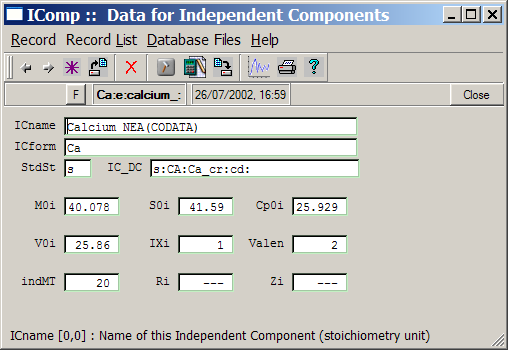 IComp :: Data for Independent Components
Record Record List Database Files Help
F Ca:e:calcium_: 26/07/2002, 16:59 Close
ICname Calcium NEA(CODATA)
ICform Ca
StdSt s IC_DC s:CA:Ca_cr:cd:
M0i 40.078 S0i 41.59 Cp0i 25.929
V0i 25.86 IXi 1 Valen 2
indMT 20 Ri --- Zi ---
ICname [0,0] : Name of this Independent Component (stoichiometry unit)